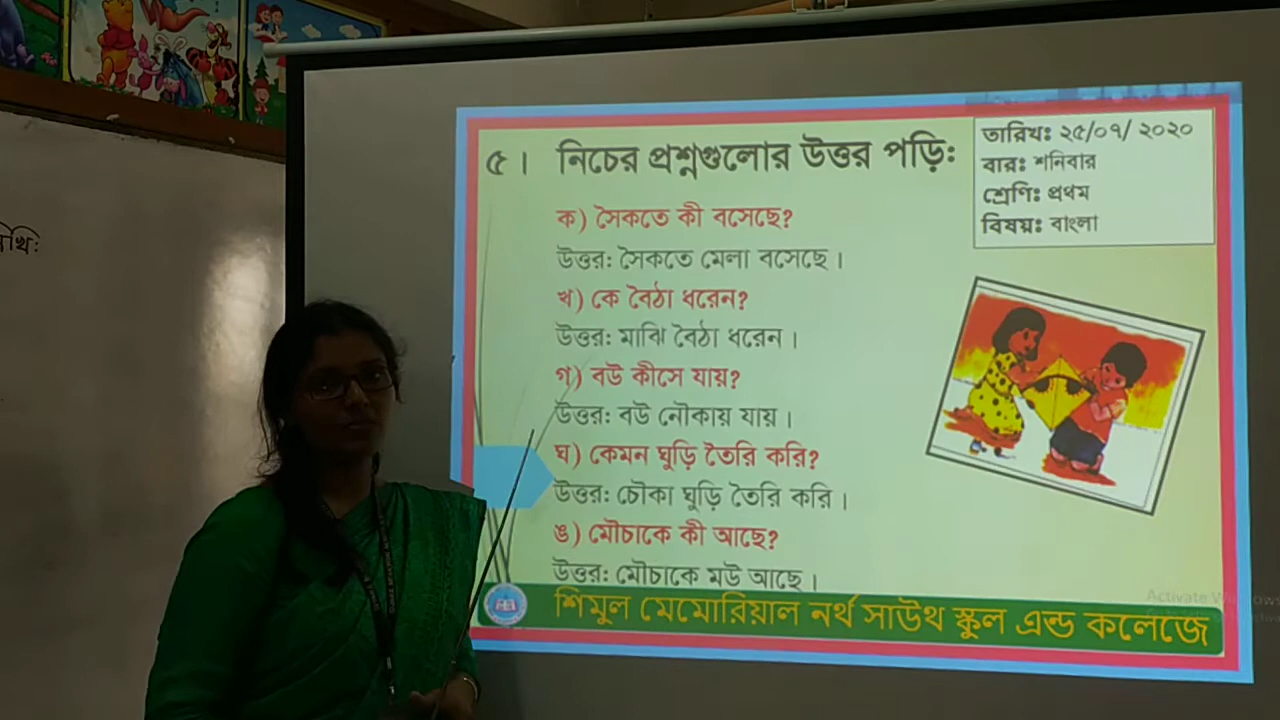 িখি:
৫। নিচের প্রশ্নগুলোর উত্তর পড়ি:
তারিখঃ ২৫/০৭/ ২০২০
বারঃ শনিবার
শ্রেণিঃ প্রথম
বিষয়ঃ বাংলা
ক) সৈকতে কী বসেছে?
উত্তর: সৈকতে মেলা বসেছে।
খ) কে বৈঠা ধরেন?
উত্তর: মাঝি বৈঠা ধরেন।
গ) বউ কীসে যায়?
উত্তর: বউ নৌকায় যায়।
ঘ) কেমন ঘুড়ি তৈরি করি?
উত্তর: চৌকা ঘুড়ি তৈরি করি।
ঙ) মৌচাকে কী আছে?
উত্তর: মৌচাকে মউ আছে।
শিমুল মেমোরিয়াল নর্থ সাউথ স্কুল এন্ড কলেজে
Activate